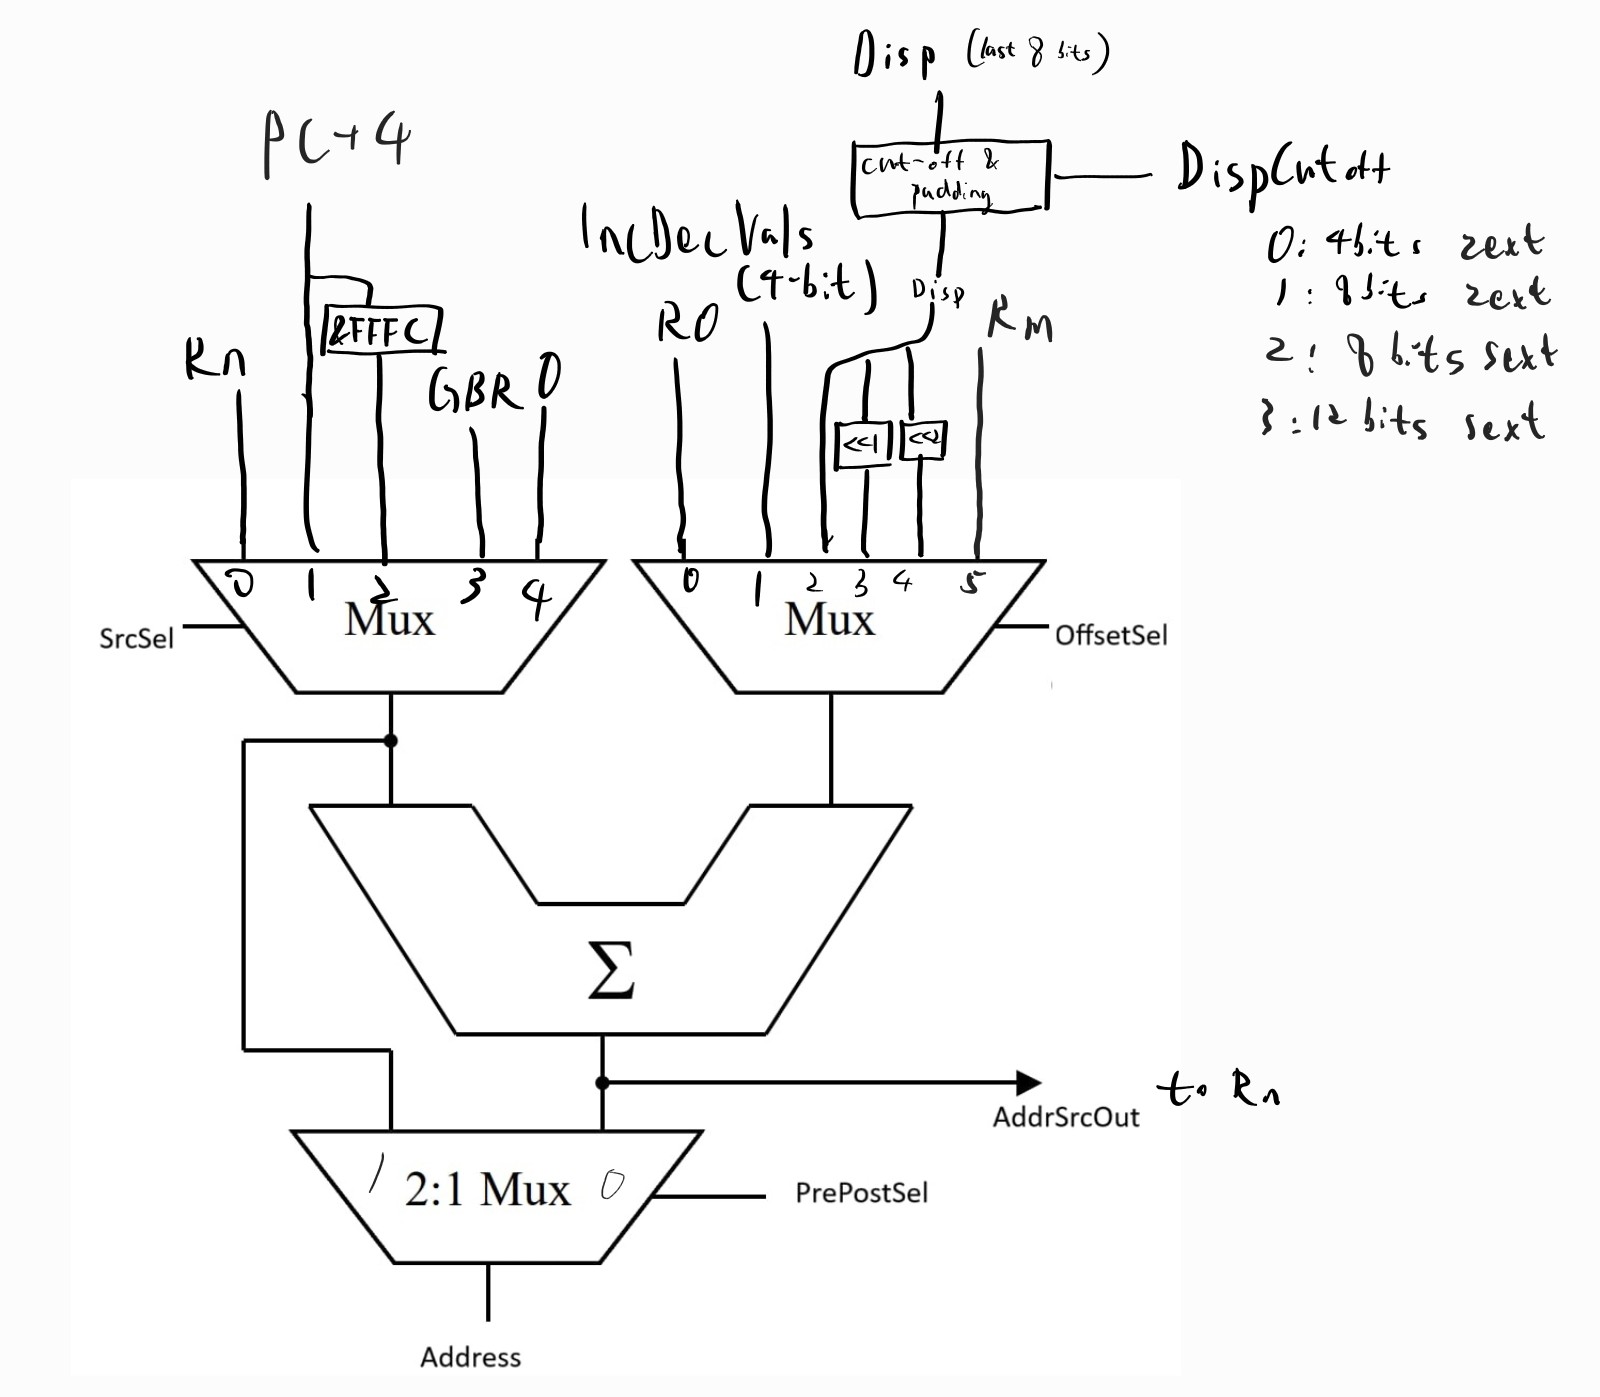 Disp (last 8 bits)
PC+4
cut-off &
padding
DispCutoff
IncDecVals
(4-bit)
0: 4bits zext
1: 8bits zext
2: 8 bits sext
3: 12 bits sext
Disp
R0
Rm
&FFFC
Rn
GBR
0
<<1
<<2
0 1 2 3 4
Mux
SrcSel
0 1 2 3 4 5
Mux
OffsetSel
Σ
to Rn
AddrSrcOut
1 2:1 Mux 0
PrePostSel
Address